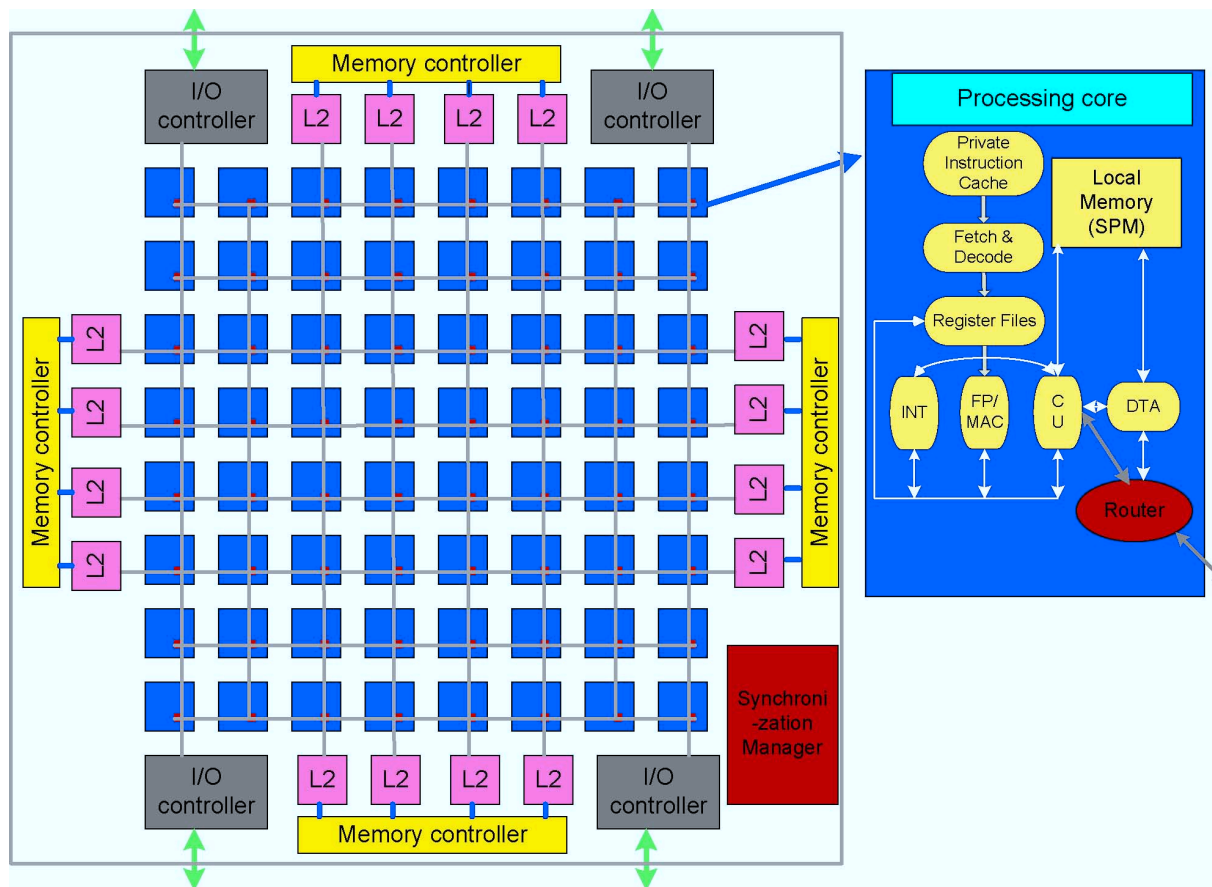 Memory controller
I/O
controller
I/O
controller
L2
L2
L2
L2
Processing core
Private
Instruction
Cache
Local
Memory
(SPM)
Fetch &
Decode
Register Files
INT
FP/
MAC
C
U
DTA
Router
Memory controller
L2
L2
L2
L2
L2
L2
L2
L2
Memory controller
Synchroni
-zation
Manager
I/O
controller
L2
L2
L2
L2
I/O
controller
Memory controller